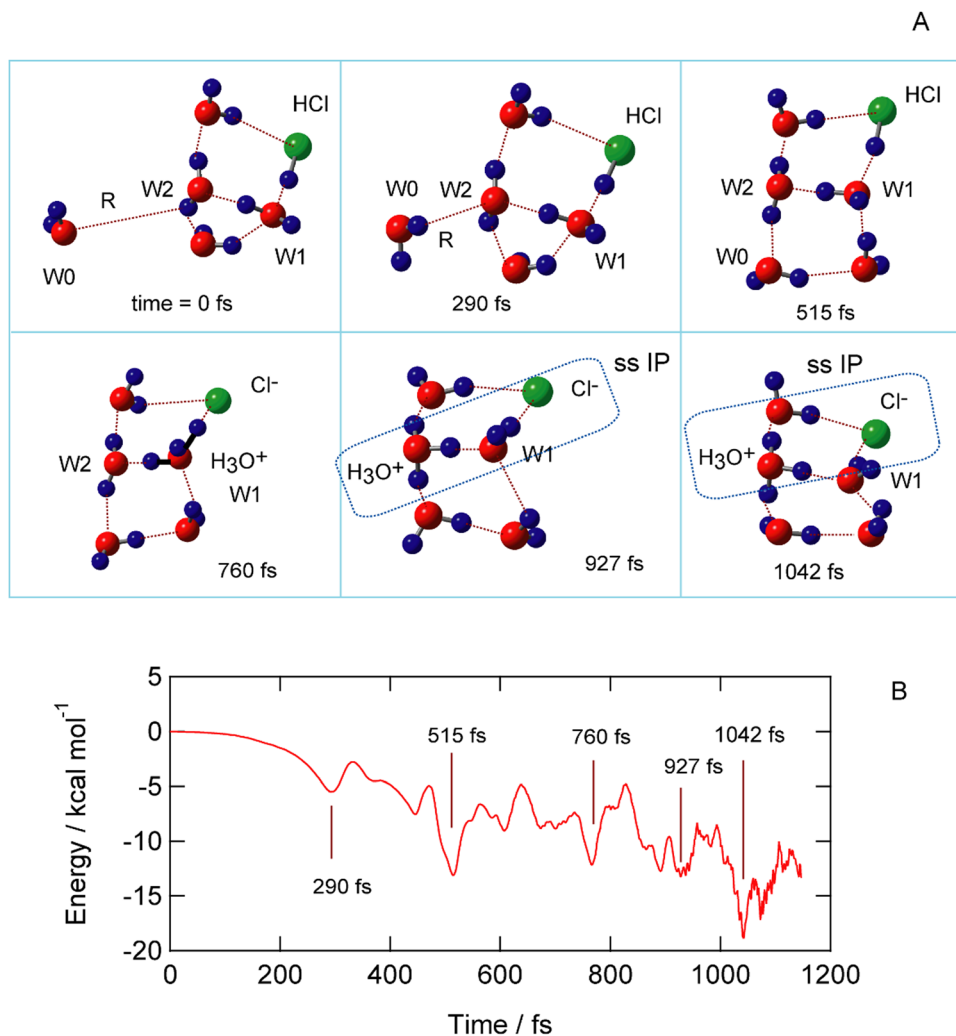 A
HCl
W2
R
W0
W1
time = 0 fs
HCl
W0
W2
R
W1
290 fs
HCl
W2
W1
W0
515 fs
Cl⁻
W2
H₃O⁺
W1
760 fs
ss IP
Cl⁻
H₃O⁺
W1
927 fs
ss IP
Cl⁻
H₃O⁺
W1
1042 fs
B
Energy / kcal mol⁻¹
5
0
-5
-10
-15
-20
290 fs
515 fs
760 fs
927 fs
1042 fs
0
200
400
600
800
1000
1200
Time / fs